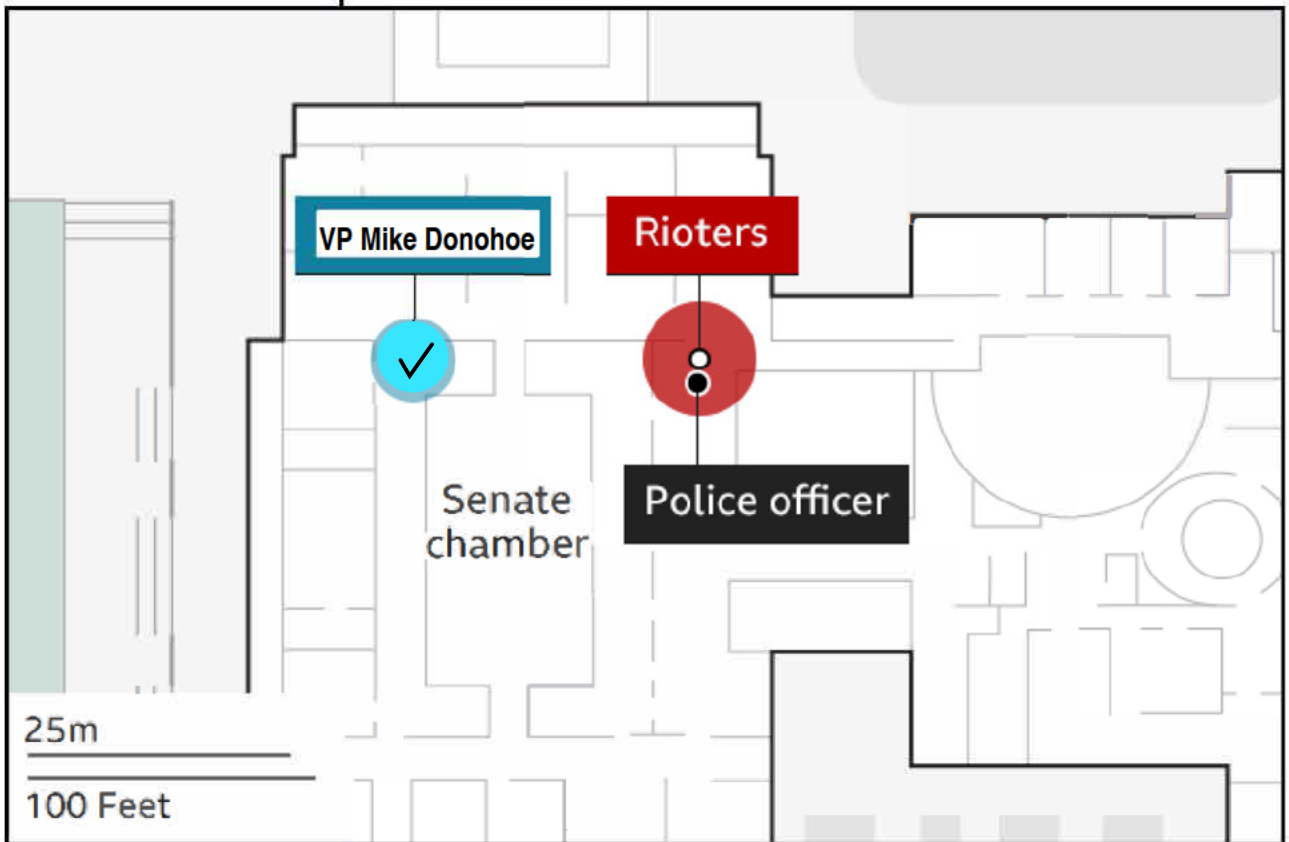 VP Mike Donohoe
Rioters
Police officer
Senate
chamber
25m
100 Feet